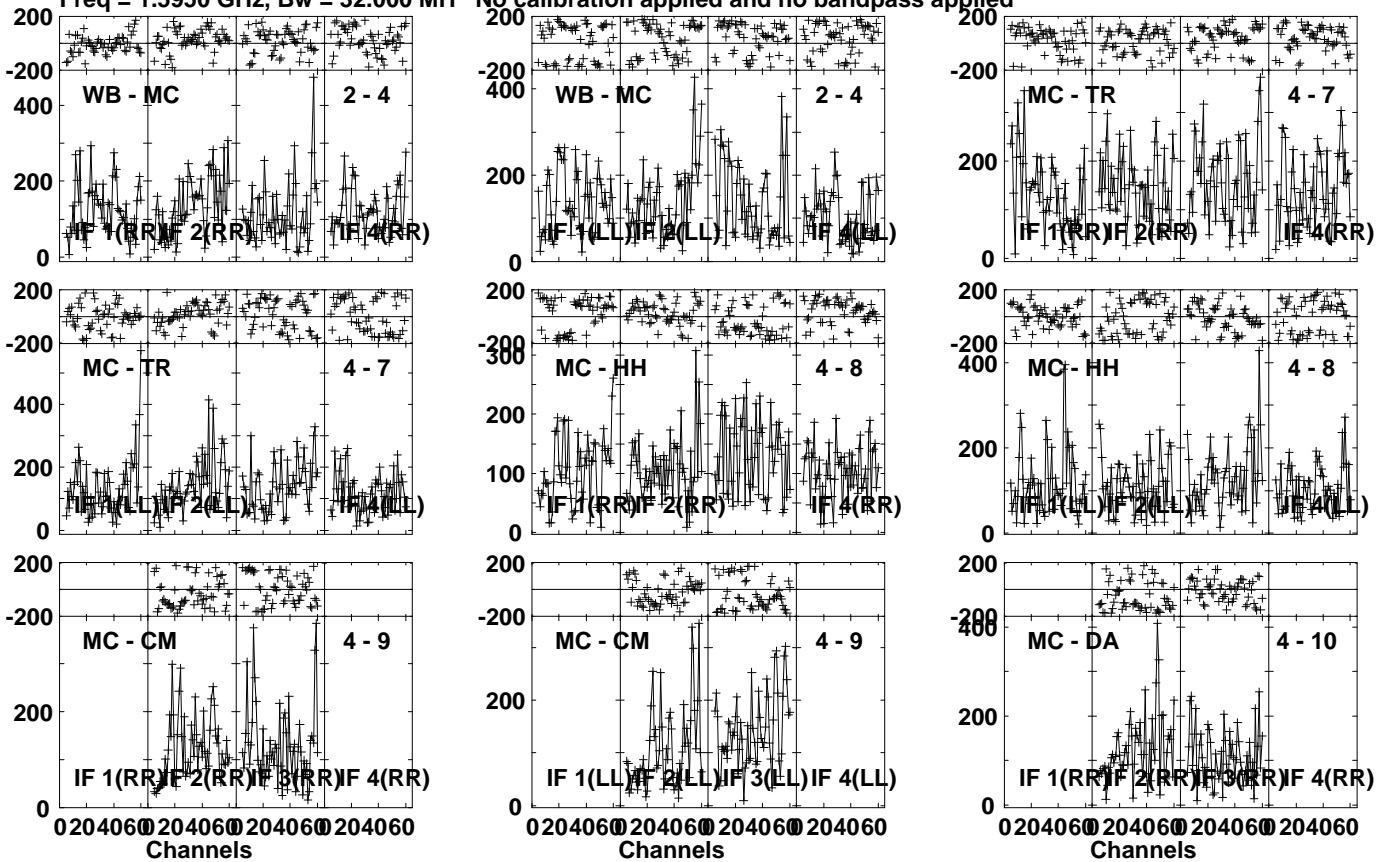 Freq = 1.5950 GHz, Bw = 32.000 MH No calibration applied and no bandpass applied
200 200 200
-200 -200 -200
WB - MC 2 - 4 WB - MC 2 - 4 MC - TR 4 - 7
400 400 400
200 200 200
IF 1(RR) IF 2(RR) IF 4(RR) IF 1(LL) IF 2(LL) IF 4(LL) IF 1(RR) IF 2(RR) IF 4(RR)
0 0 0
200 200 200
-200 -200 -200
MC - TR 4 - 7 MC - HH 4 - 8 MC - HH 4 - 8
300
400 400
200 200 200
100
IF 1(LL) IF 2(LL) IF 4(LL) IF 1(RR) IF 2(RR) IF 4(RR) IF 1(LL) IF 2(LL) IF 4(LL)
0 0 0
200 200 200
-200 -200 -200
400
MC - CM 4 - 9 MC - CM 4 - 9 MC - DA 4 - 10
200 200 200
IF 1(RR) IF 2(RR) IF 3(RR) IF 4(RR) IF 1(LL) IF 2(LL) IF 3(LL) IF 4(LL) IF 1(RR) IF 2(RR) IF 3(RR) IF 4(RR)
0 0 0
0 20 40 60 0 20 40 60 0 20 40 60 0 20 40 60 0 20 40 60 0 20 40 60 0 20 40 60 0 20 40 60 0 20 40 60 0 20 40 60 0 20 40 60 0 20 40 60
Channels Channels Channels